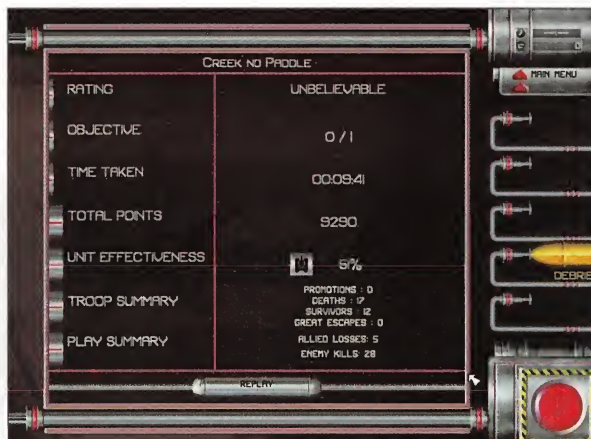 CREEK NO PADDLE
MAIN MENU
RATING UNBELIEVABLE
OBJECTIVE 0 / 1
TIME TAKEN 00:09:41
TOTAL POINTS 9290
UNIT EFFECTIVENESS 51%
TROOP SUMMARY
PROMOTIONS : 0
DEATHS : 17
SURVIVORS : 12
GREAT ESCAPES : 0
PLAY SUMMARY
ALLIED LOSSES: 5
ENEMY KILLS: 28
DEBRIE
REPLAY